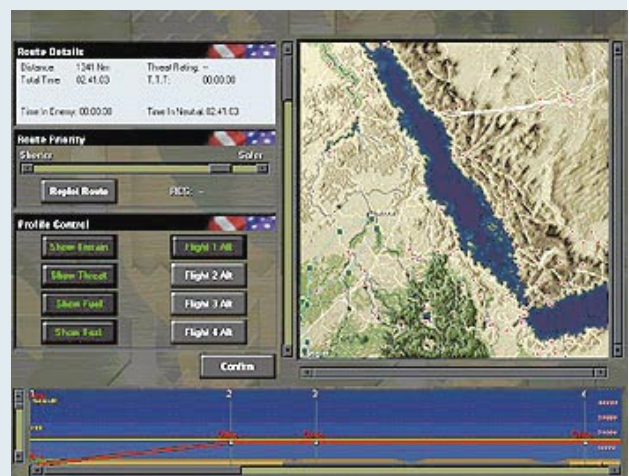 Route Details
Distance: 1341 Nm
Threat Rating: --
Total Time: 02:41:03
T.T.T: 00:00:00
Time In Enemy: 00:00:00
Time In Neutral: 02:41:03
Route Priority
Shorter
Safer
Replot Route
RCS: --
Profile Control
Show Terrain
Flight 1 Alt
Show Threat
Flight 2 Alt
Show Fuel
Flight 3 Alt
Show Text
Flight 4 Alt
Confirm
1
2
3
4